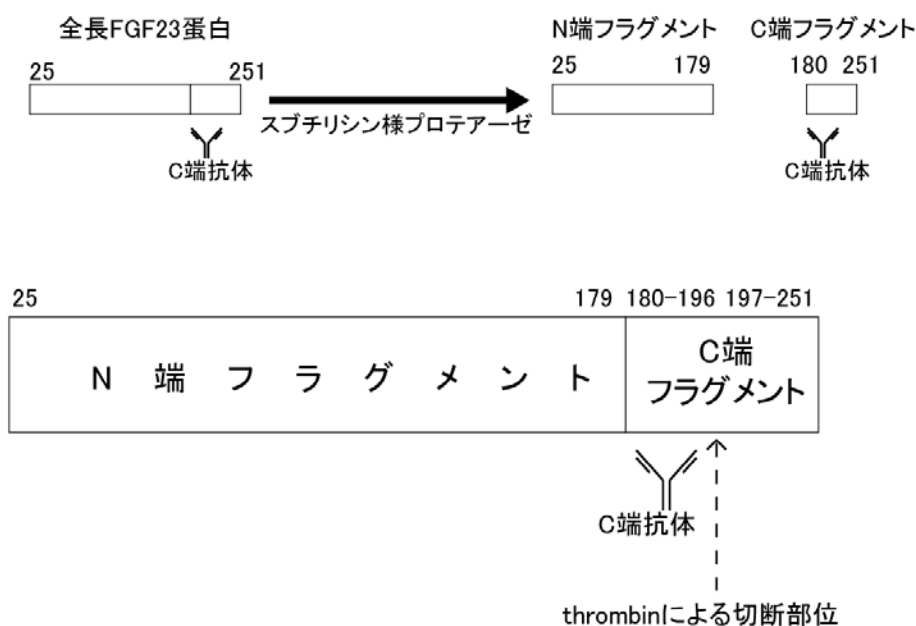 全長FGF23蛋白
N端フラグメント
C端フラグメント
25
251
25
179
180
251
スブチリシン様プロテアーゼ
C端抗体
C端抗体
25
179
180-196
197-251
N端フラグメント
C端
フラグメント
C端抗体
thrombinによる切断部位